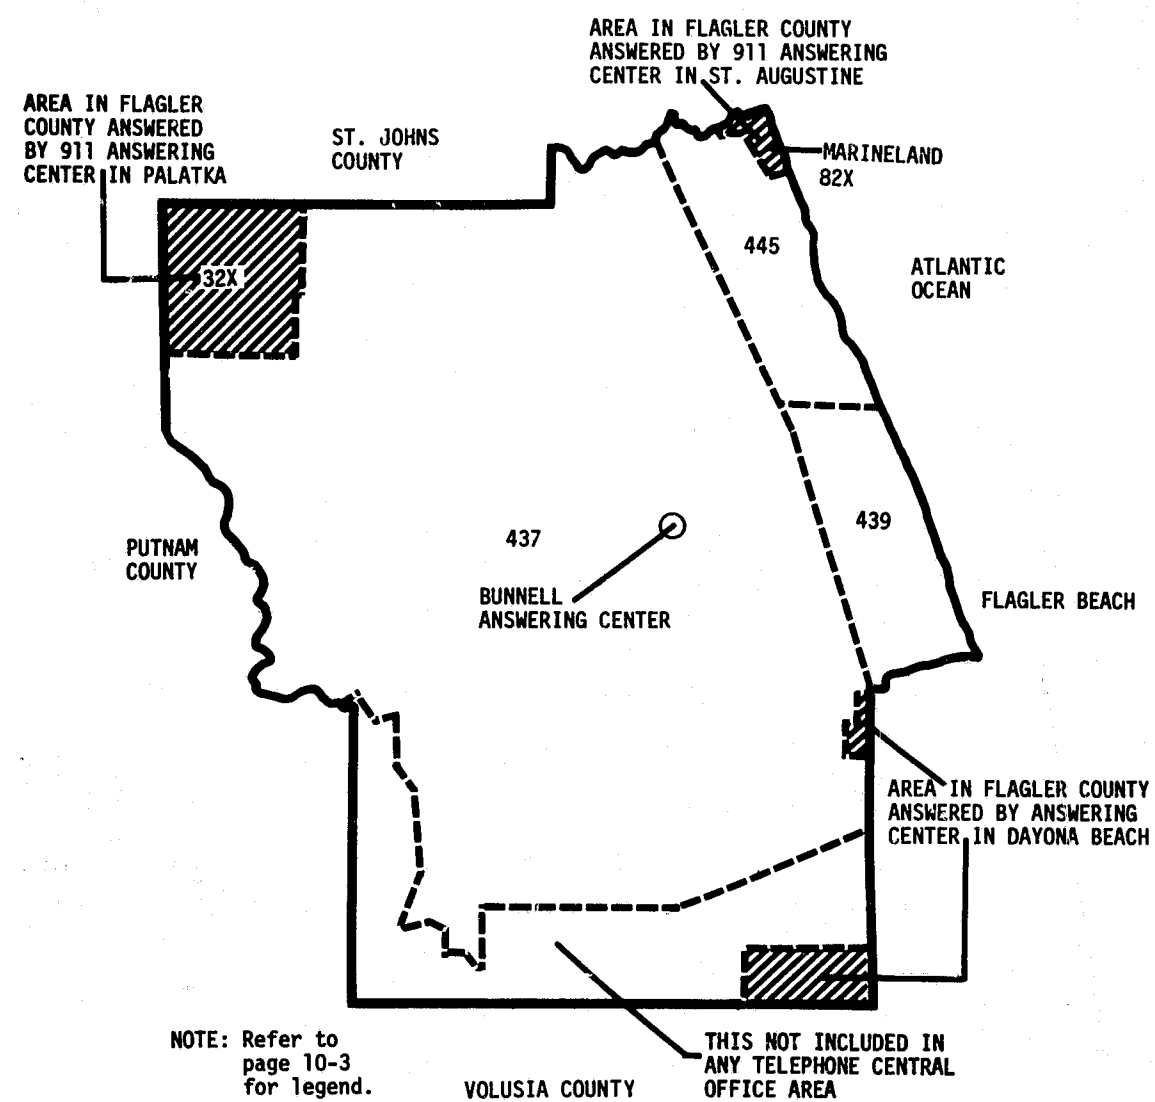 AREA IN FLAGLER COUNTY
ANSWERED BY 911 ANSWERING
CENTER IN ST. AUGUSTINE
AREA IN FLAGLER
COUNTY ANSWERED
BY 911 ANSWERING
CENTER IN PALATKA
ST. JOHNS
COUNTY
MARINELAND
82X
445
32X
ATLANTIC
OCEAN
439
437
PUTNAM
COUNTY
BUNNELL
ANSWERING CENTER
FLAGLER BEACH
AREA IN FLAGLER COUNTY
ANSWERED BY ANSWERING
CENTER IN DAYONA BEACH
NOTE: Refer to
page 10-3
for legend.
THIS NOT INCLUDED IN
ANY TELEPHONE CENTRAL
OFFICE AREA
VOLUSIA COUNTY